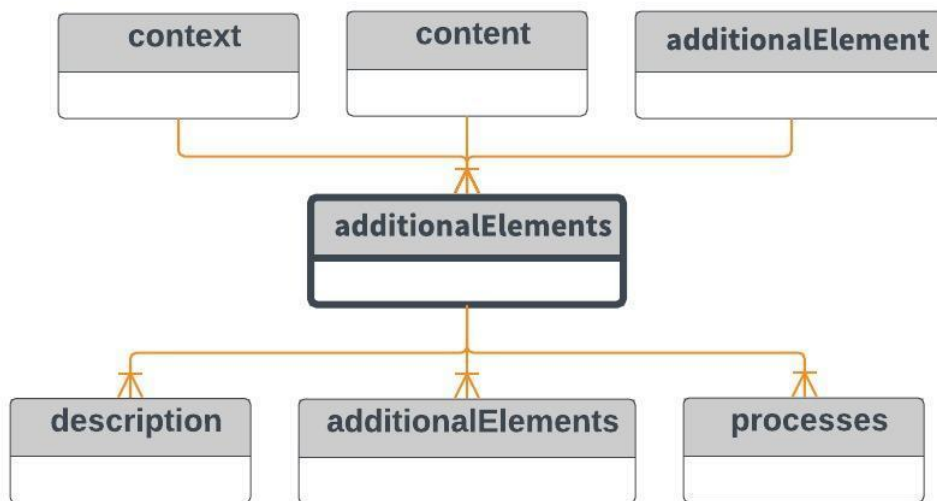 context
content
additionalElement
additionalElements
description
additionalElements
processes